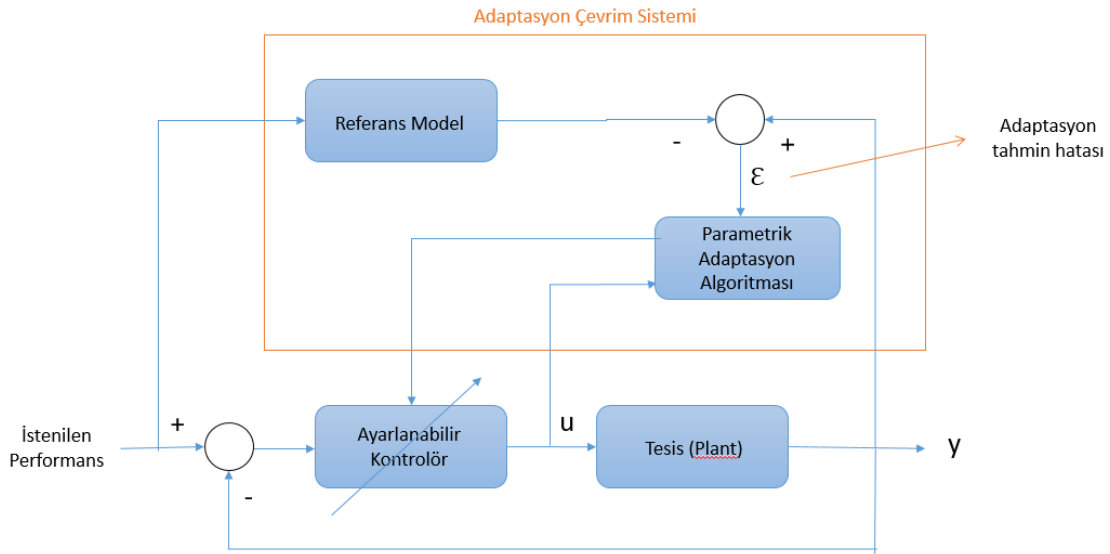 Adaptasyon Çevrim Sistemi
Referans Model
-
+
Adaptasyon
tahmin hatası
ε
Parametrik
Adaptasyon
Algoritması
İstenilen
Performans
+
-
Ayarlanabilir
Kontrolör
u
Tesis (Plant)
y